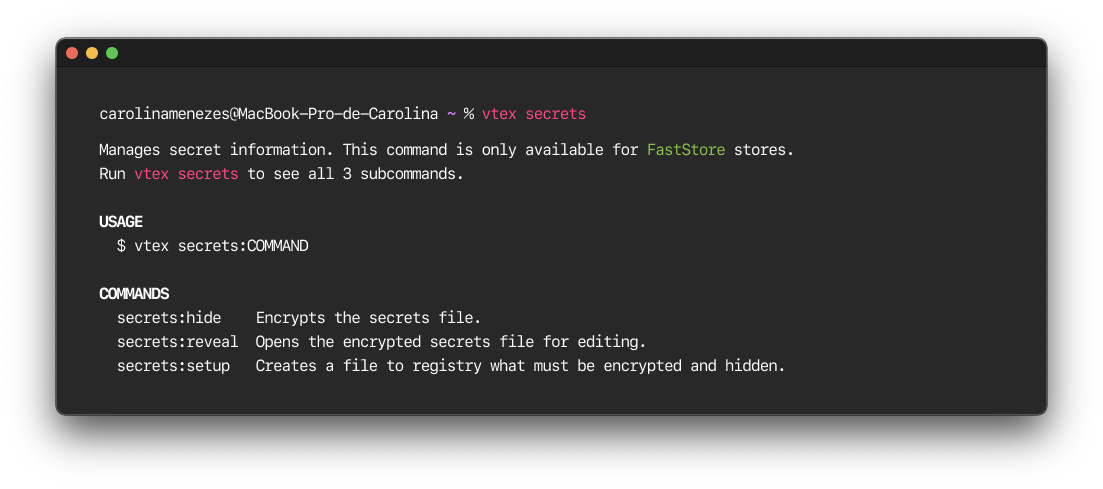 carolinamenezes@MacBook-Pro-de-Carolina ~ % vtex secrets
Manages secret information. This command is only available for FastStore stores.
Run vtex secrets to see all 3 subcommands.
USAGE
$ vtex secrets:COMMAND
COMMANDS
secrets:hide    Encrypts the secrets file.
secrets:reveal  Opens the encrypted secrets file for editing.
secrets:setup   Creates a file to registry what must be encrypted and hidden.